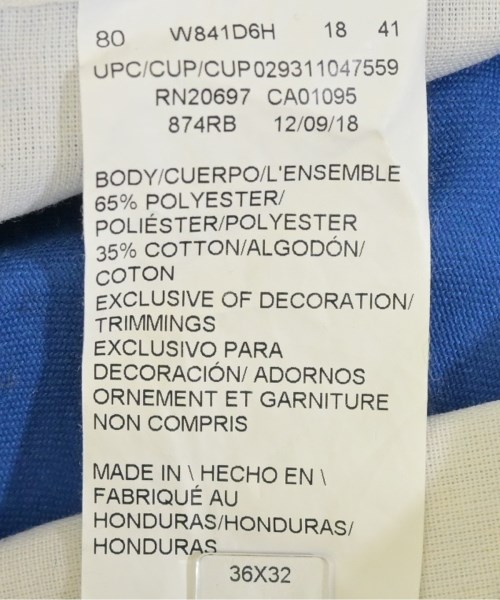 80 W841D6H 18 41
UPC/CUP/CUP029311047559
RN20697 CA01095
874RB 12/09/18
BODY/CUERPO/L'ENSEMBLE
65% POLYESTER/
POLIÉSTER/POLYESTER
35% COTTON/ALGODÓN/
COTON
EXCLUSIVE OF DECORATION/
TRIMMINGS
EXCLUSIVO PARA
DECORACIÓN/ ADORNOS
ORNEMENT ET GARNITURE
NON COMPRIS
MADE IN \ HECHO EN \
FABRIQUÉ AU
HONDURAS/HONDURAS/
HONDURAS
36X32